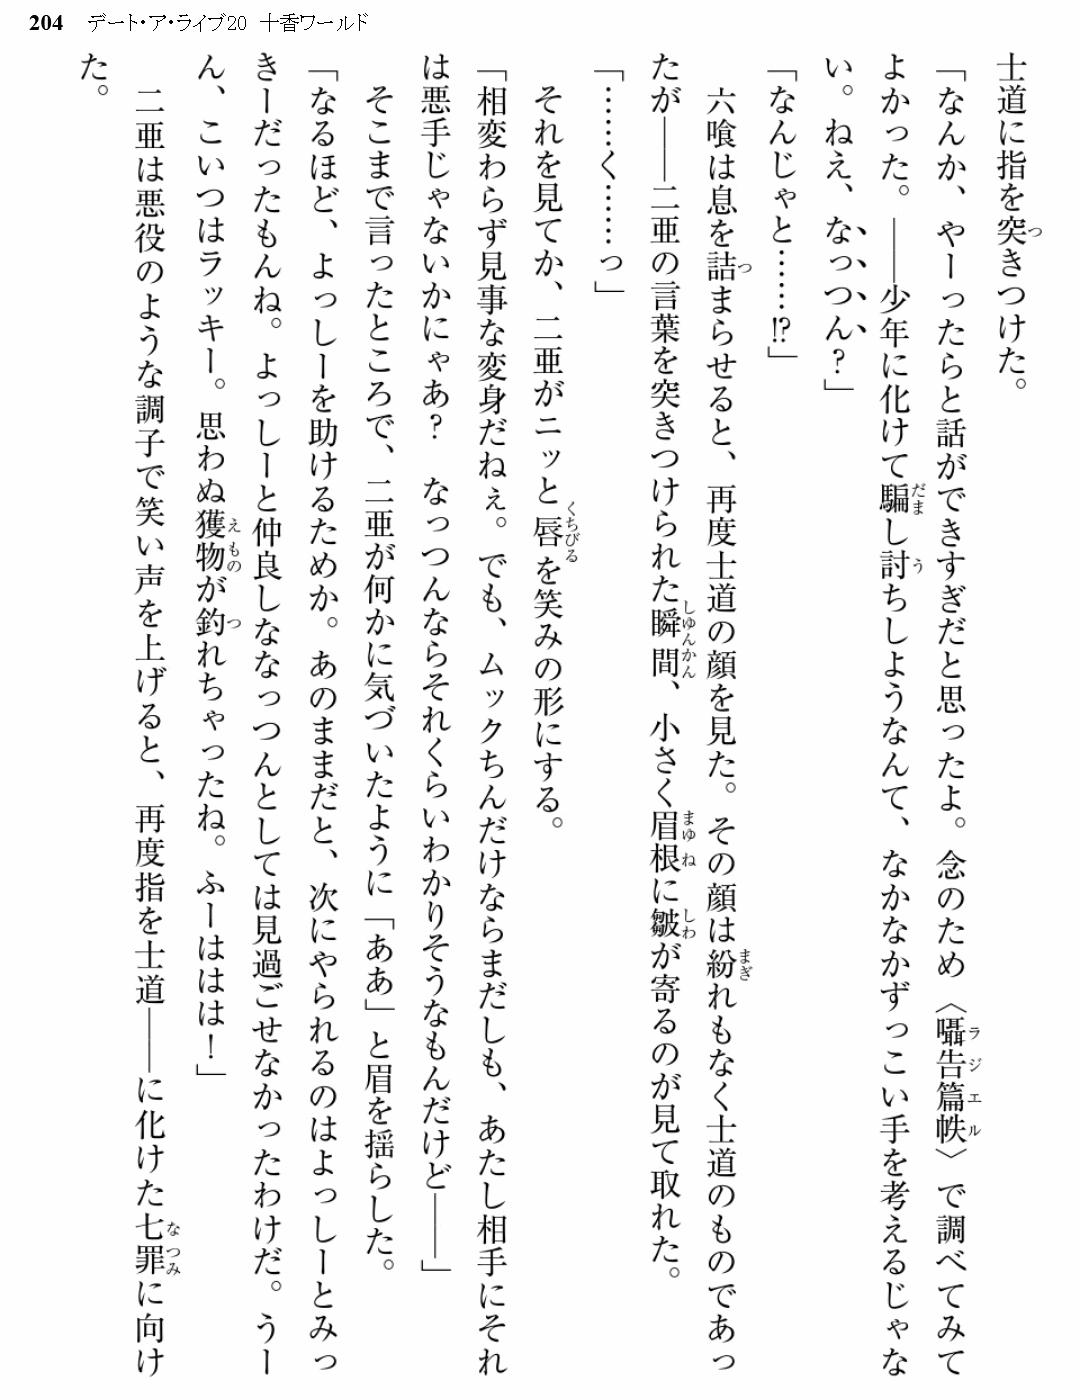 204 デート・ア・ライブ20 十香ワールド
士道に指を突きつけた。
「なんか、やーったらと話ができすぎだと思ったよ。念のため〈囁告篇帙〉で調べてみて
よかった。――少年に化けて騙し討ちしようなんて、なかなかずっこい手を考えるじゃな
い。ねえ、なっつん?」
「なんじゃと……!?」
六喰は息を詰まらせると、再度士道の顔を見た。その顔は紛れもなく士道のものであっ
たが――二亜の言葉を突きつけられた瞬間、小さく眉根に皺が寄るのが見て取れた。
「……く……っ」
それを見てか、二亜がニッと唇を笑みの形にする。
「相変わらず見事な変身だねぇ。でも、ムックちんだけならまだしも、あたし相手にそれ
は悪手じゃないかにゃあ? なっつんならそれくらいわかりそうなもんだけど――」
そこまで言ったところで、二亜が何かに気づいたように「ああ」と眉を揺らした。
「なるほど、よっしーを助けるためか。あのままだと、次にやられるのはよっしーとみっ
きーだったもんね。よっしーと仲良しななっつんとしては見過ごせなかったわけだ。うー
ん、こいつはラッキー。思わぬ獲物が釣れちゃったね。ふーははは!」
二亜は悪役のような調子で笑い声を上げると、再度指を士道――に化けた七罪に向け
た。